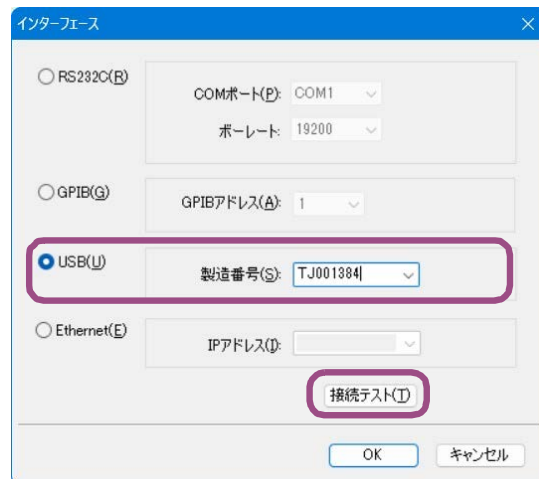 インターフェース
RS232C(R)
COMポート(P): COM1
ボーレート: 19200
GPIB(G)
GPIBアドレス(A): 1
USB(U)
製造番号(S): TJ001384
Ethernet(E)
IPアドレス(I):
接続テスト(T)
OK キャンセル